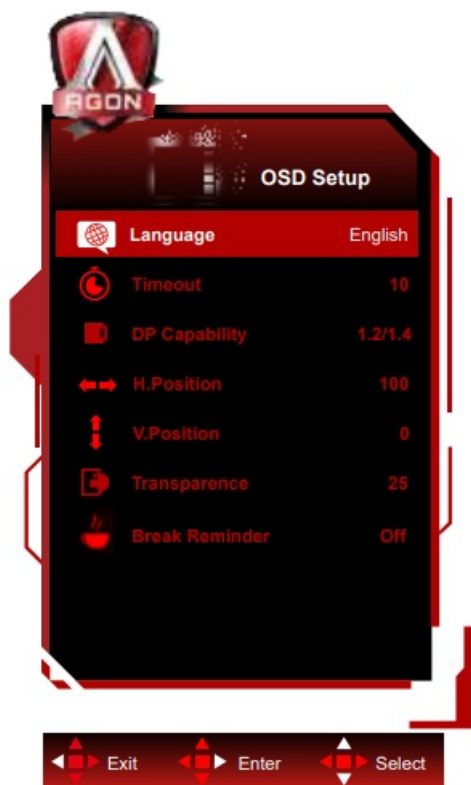 AGON
OSD Setup
Language English
Timeout 10
DP Capability 1.2/1.4
H.Position 100
V.Position 0
Transparence 25
Break Reminder Off
Exit Enter Select